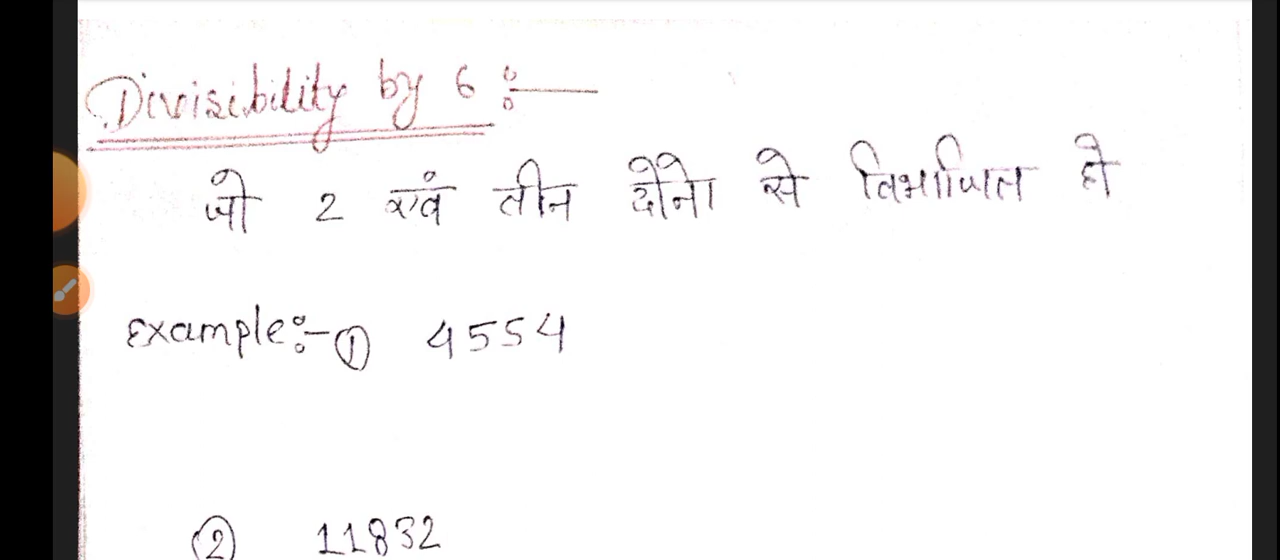 Divisibility by 6 :—
जो 2 एवं तीन दोनो से विभाजित हो
Example:- ① 4554
② 11832